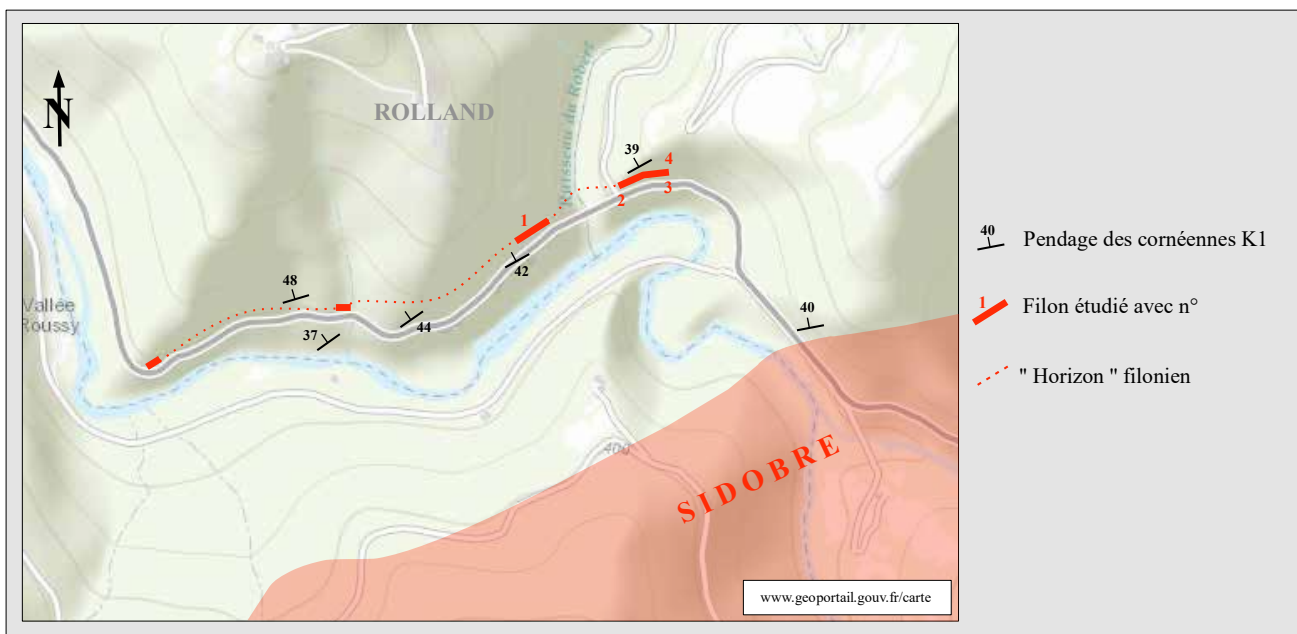 N
ROLLAND
Ruisseau du Robert
39
4
2
3
1
42
48
Vallée
Roussy
37
44
40
400
SIDOBRE
www.geoportail.gouv.fr/carte
40
Pendage des cornéennes K1
1
Filon étudié avec n°
" Horizon " filonien